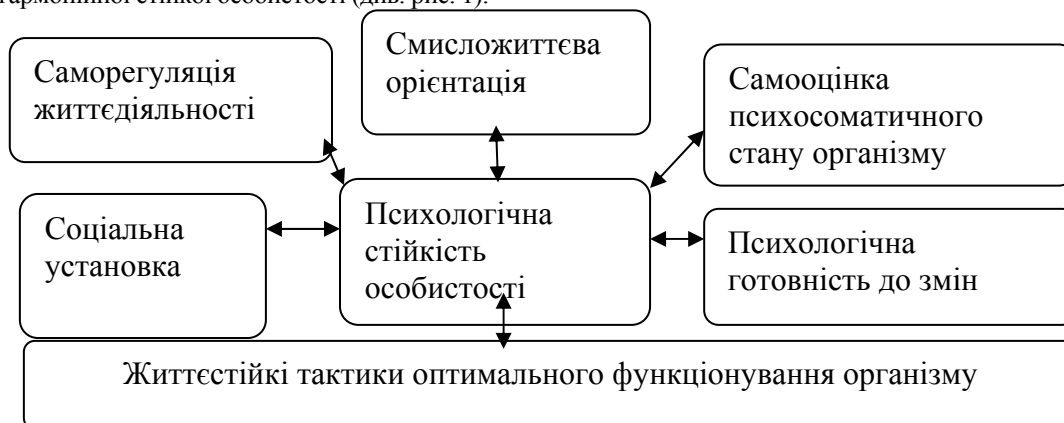 гармонійної стійкої особистості (див. рис. 1).
Саморегуляція
життєдіяльності
Смисложиттєва
орієнтація
Самооцінка
психосоматичного
стану організму
Соціальна
установка
Психологічна
стійкість
особистості
Психологічна
готовність до змін
Життєстійкі тактики оптимального функціонування організму